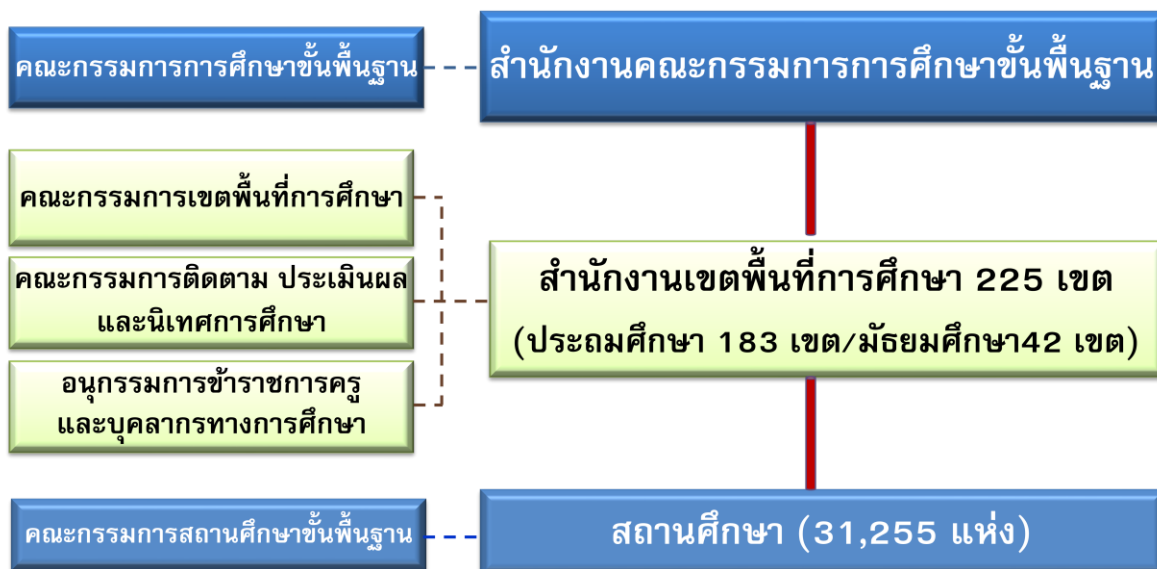 คณะกรรมการการศึกษาขั้นพื้นฐาน
สำนักงานคณะกรรมการการศึกษาขั้นพื้นฐาน
คณะกรรมการเขตพื้นที่การศึกษา
คณะกรรมการติดตาม ประเมินผล
และนิเทศการศึกษา
อนุกรรมการข้าราชการครู
และบุคลากรทางการศึกษา
สำนักงานเขตพื้นที่การศึกษา 225 เขต
(ประถมศึกษา 183 เขต/มัธยมศึกษา42 เขต)
คณะกรรมการสถานศึกษาขั้นพื้นฐาน
สถานศึกษา (31,255 แห่ง)